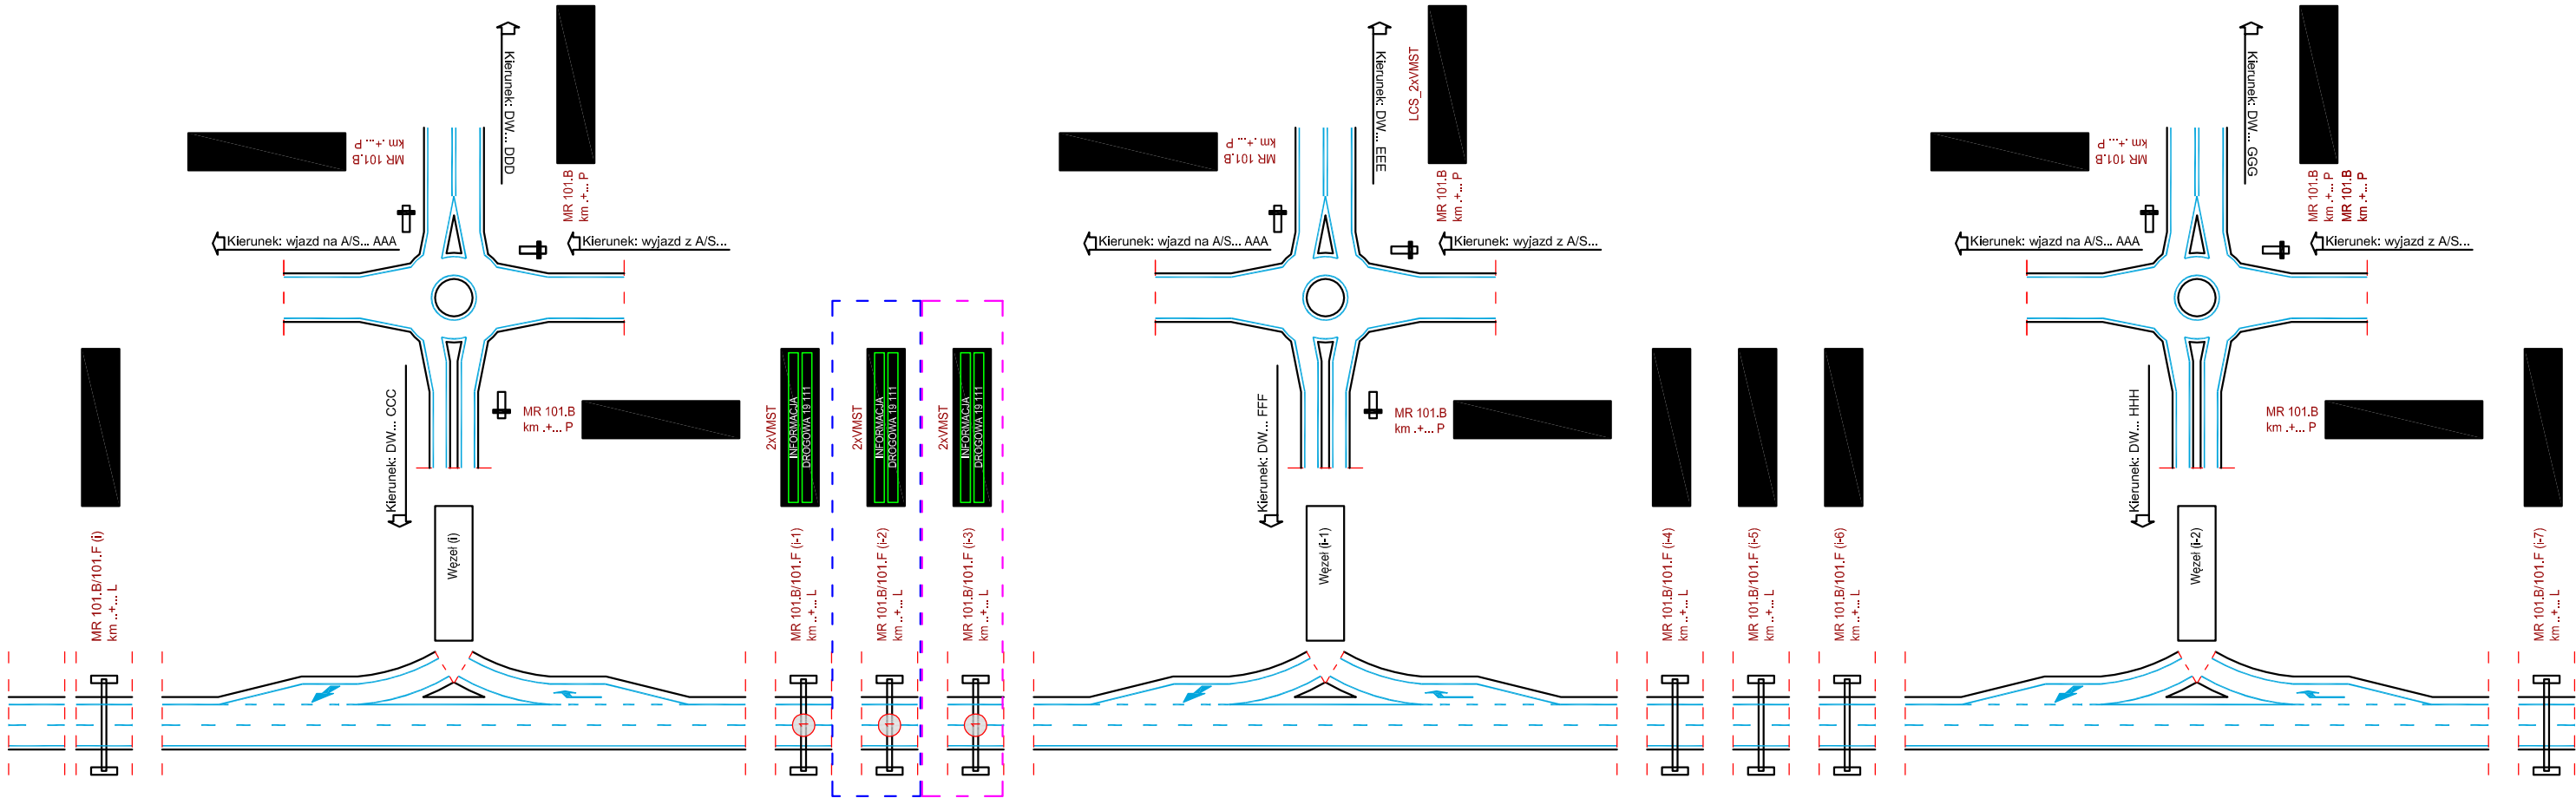 Kierunek: DW... DDD
MR 101.B
km .+... P
MR 101.B
km .+... P
Kierunek: wjazd na A/S... AAA
Kierunek: wyjazd z A/S...
Kierunek: DW... CCC
MR 101.B
km .+... P
Węzeł (i)
MR 101.B/101.F (i)
km ..+... L
2xVMST
INFORMACJA
DROGOWA 19 111
MR 101.B/101.F (i-1)
km ..+... L
2xVMST
INFORMACJA
DROGOWA 19 111
MR 101.B/101.F (i-2)
km ..+... L
2xVMST
INFORMACJA
DROGOWA 19 111
MR 101.B/101.F (i-3)
km ..+... L
Kierunek: DW... EEE
LCS_2xVMST
MR 101.B
km .+... P
MR 101.B
km .+... P
Kierunek: wjazd na A/S... AAA
Kierunek: wyjazd z A/S...
Kierunek: DW... FFF
MR 101.B
km .+... P
Węzeł (i-1)
MR 101.B/101.F (i-4)
km ..+... L
MR 101.B/101.F (i-5)
km ..+... L
MR 101.B/101.F (i-6)
km ..+... L
Kierunek: DW... GGG
MR 101.B
km .+... P
MR 101.B
km .+... P
MR 101.B
km .+... P
Kierunek: wjazd na A/S... AAA
Kierunek: wyjazd z A/S...
Kierunek: DW... HHH
MR 101.B
km .+... P
Węzeł (i-2)
MR 101.B/101.F (i-7)
km ..+... L